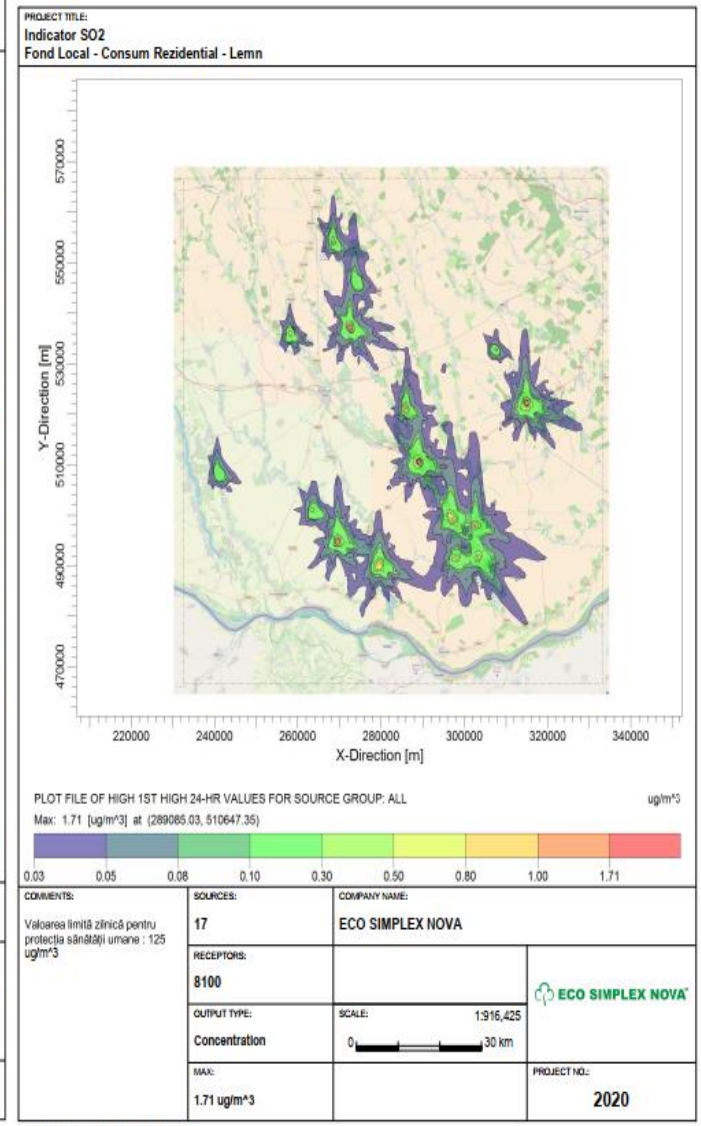 PROJECT TITLE:
Indicator SO2
Fond Local - Consum Rezidential - Lemn
Y-Direction [m]
570000
550000
530000
510000
490000
470000
220000 240000 260000 280000 300000 320000 340000
X-Direction [m]
PLOT FILE OF HIGH 1ST HIGH 24-HR VALUES FOR SOURCE GROUP: ALL ug/m^3
Max: 1.71 [ug/m^3] at (289085.03, 510647.35)
0.03 0.05 0.08 0.10 0.30 0.50 0.80 1.00 1.71
COMMENTS:
Valoarea limită zilnică pentru
protecția sănătății umane : 125
ug/m^3
SOURCES:
17
COMPANY NAME:
ECO SIMPLEX NOVA
RECEPTORS:
8100
ECO SIMPLEX NOVA
OUTPUT TYPE:
Concentration
SCALE: 1:916,425
0 30 km
MAX:
1.71 ug/m^3
PROJECT NO.:
2020